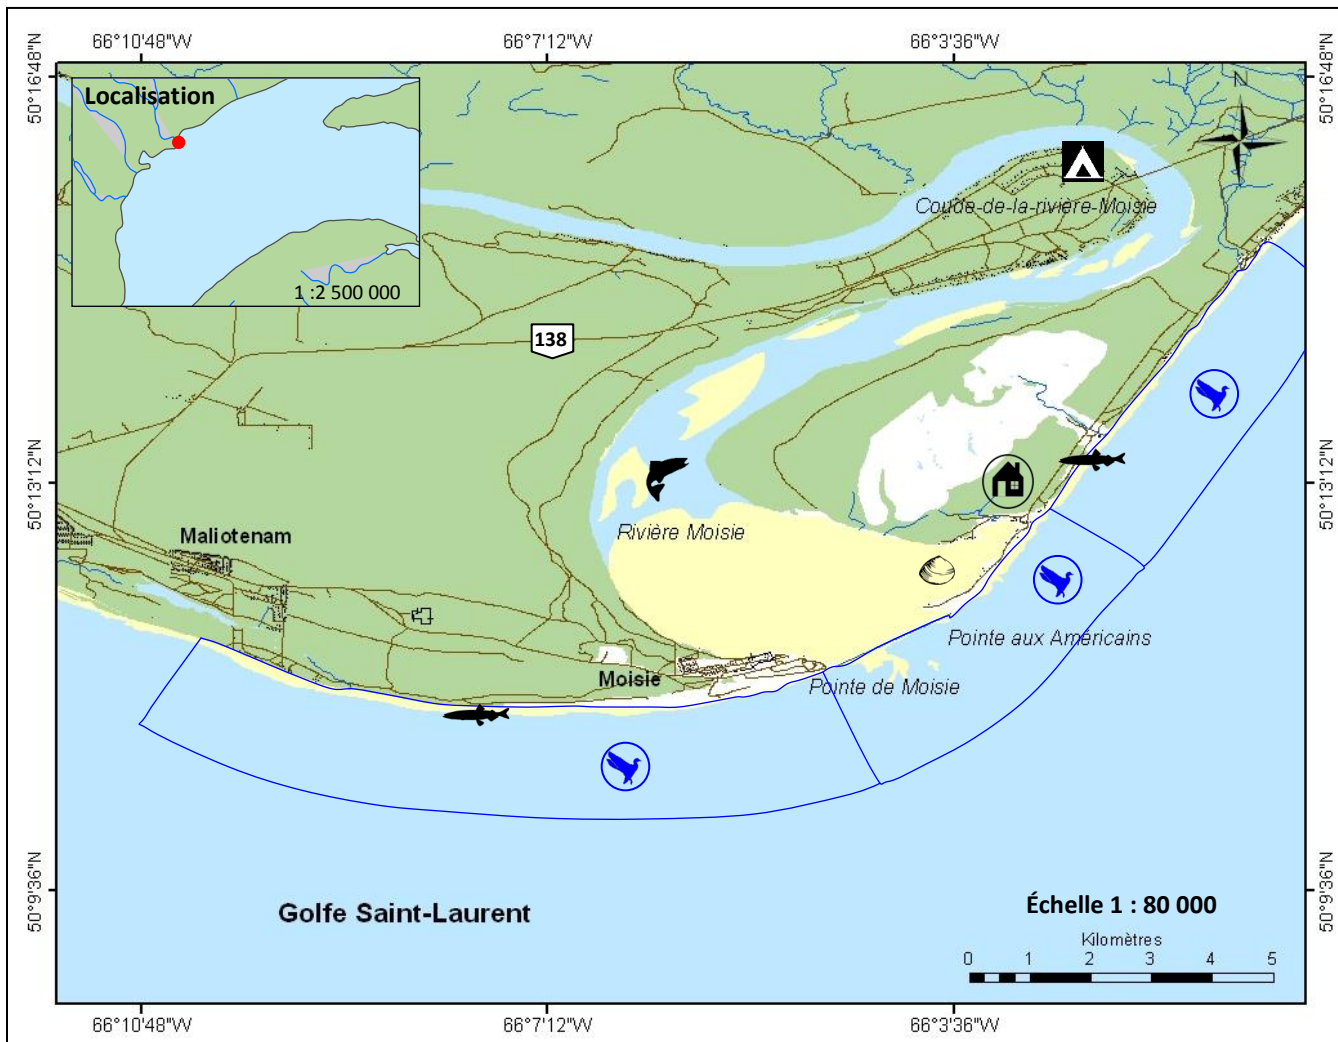 66°10'48"W 66°7'12"W 66°3'36"W
50°16'48"N
50°16'48"N
Localisation
1 :2 500 000
N
Coude-de-la-rivière-Moisie
138
50°13'12"N
50°13'12"N
Rivière Moisie
Maliotenam
Pointe aux Américains
Moisie
Pointe de Moisie
50°9'36"N
50°9'36"N
Golfe Saint-Laurent
Échelle 1 : 80 000
Kilomètres
0 1 2 3 4 5
66°10'48"W 66°7'12"W 66°3'36"W